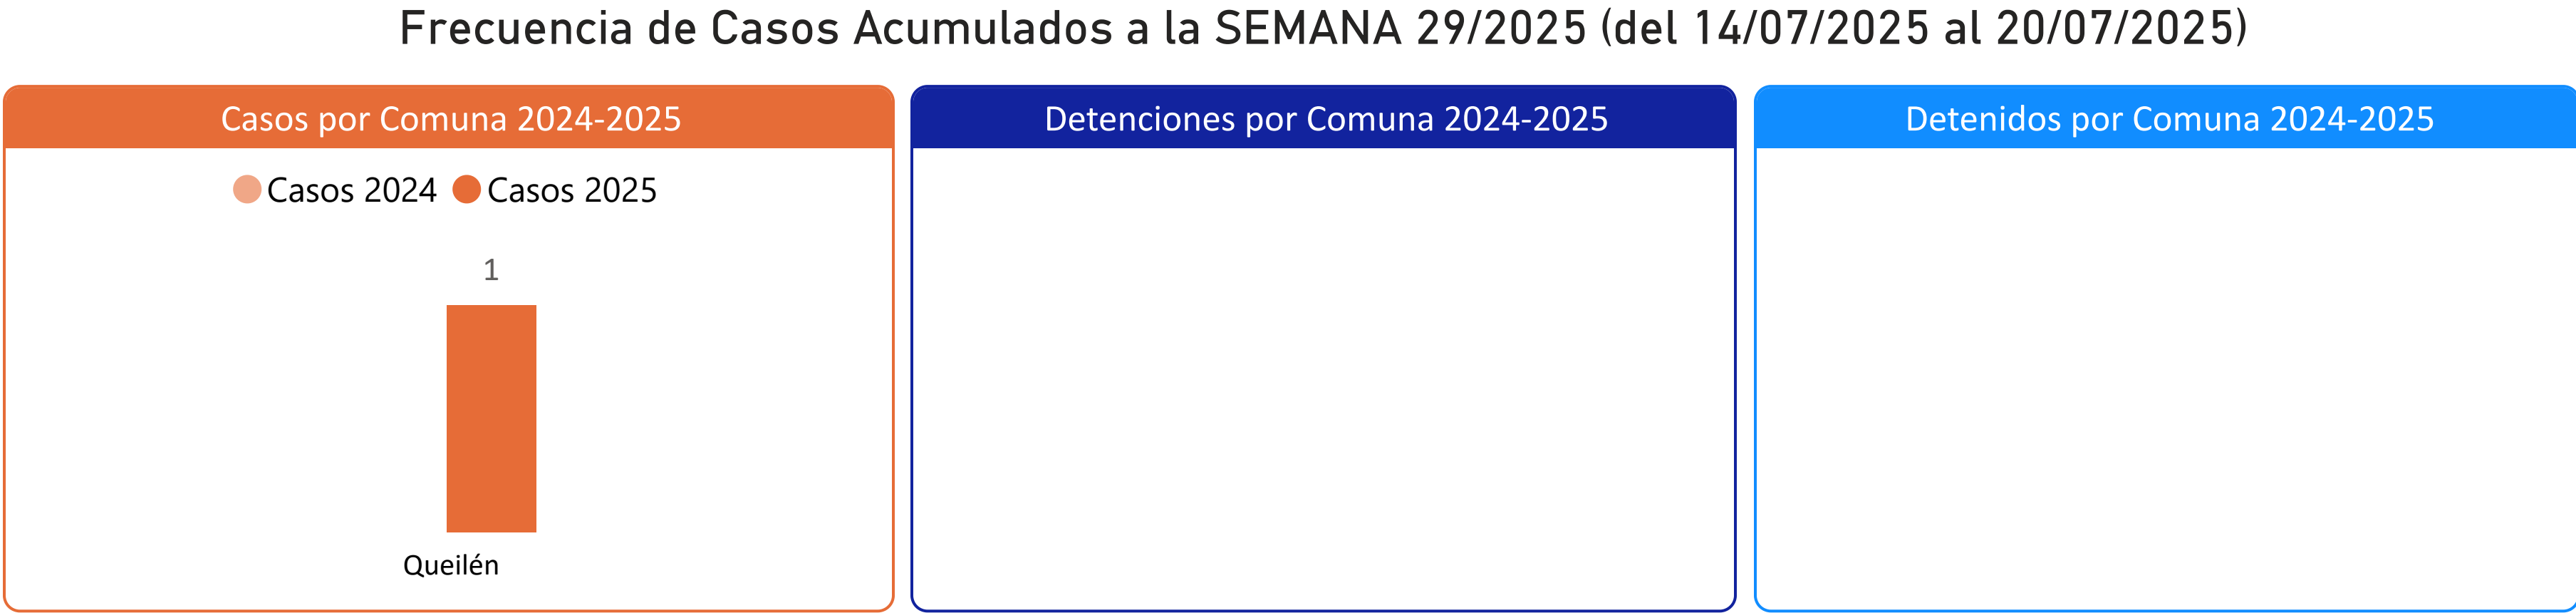 Frecuencia de Casos Acumulados a la SEMANA 29/2025 (del 14/07/2025 al 20/07/2025)
Casos por Comuna 2024-2025
Casos 2024 Casos 2025
1
Queilén
Detenciones por Comuna 2024-2025
Detenidos por Comuna 2024-2025